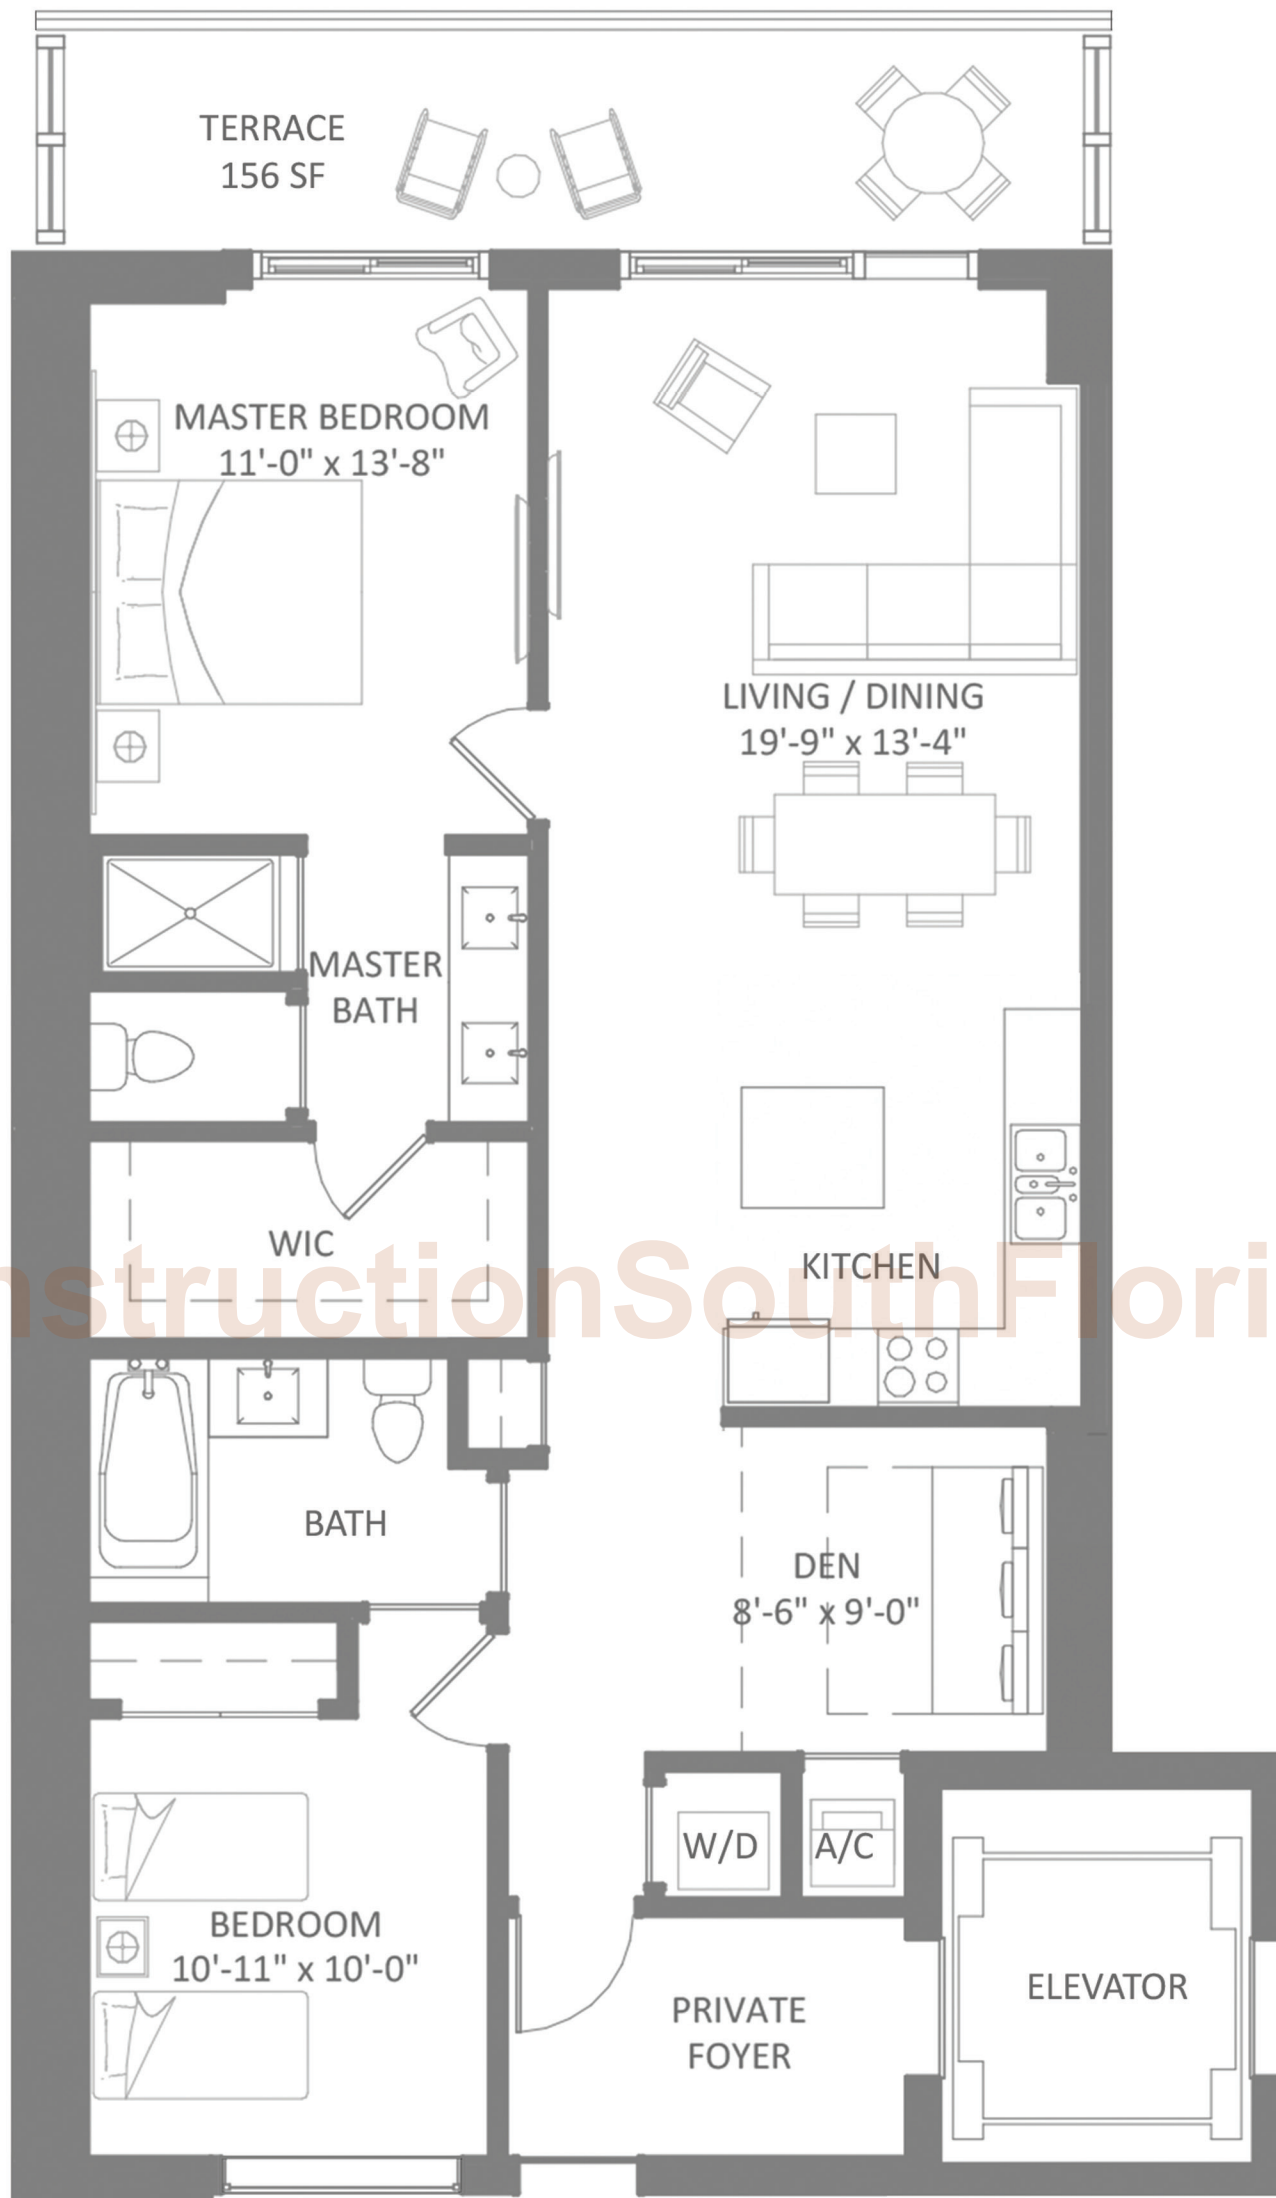 TERRACE
156 SF
MASTER BEDROOM
11'-0" x 13'-8"
LIVING / DINING
19'-9" x 13'-4"
MASTER
BATH
WIC
KITCHEN
nstructionSouthFlori
BATH
DEN
8'-6" x 9'-0"
W/D
A/C
BEDROOM
10'-11" x 10'-0"
PRIVATE
FOYER
ELEVATOR